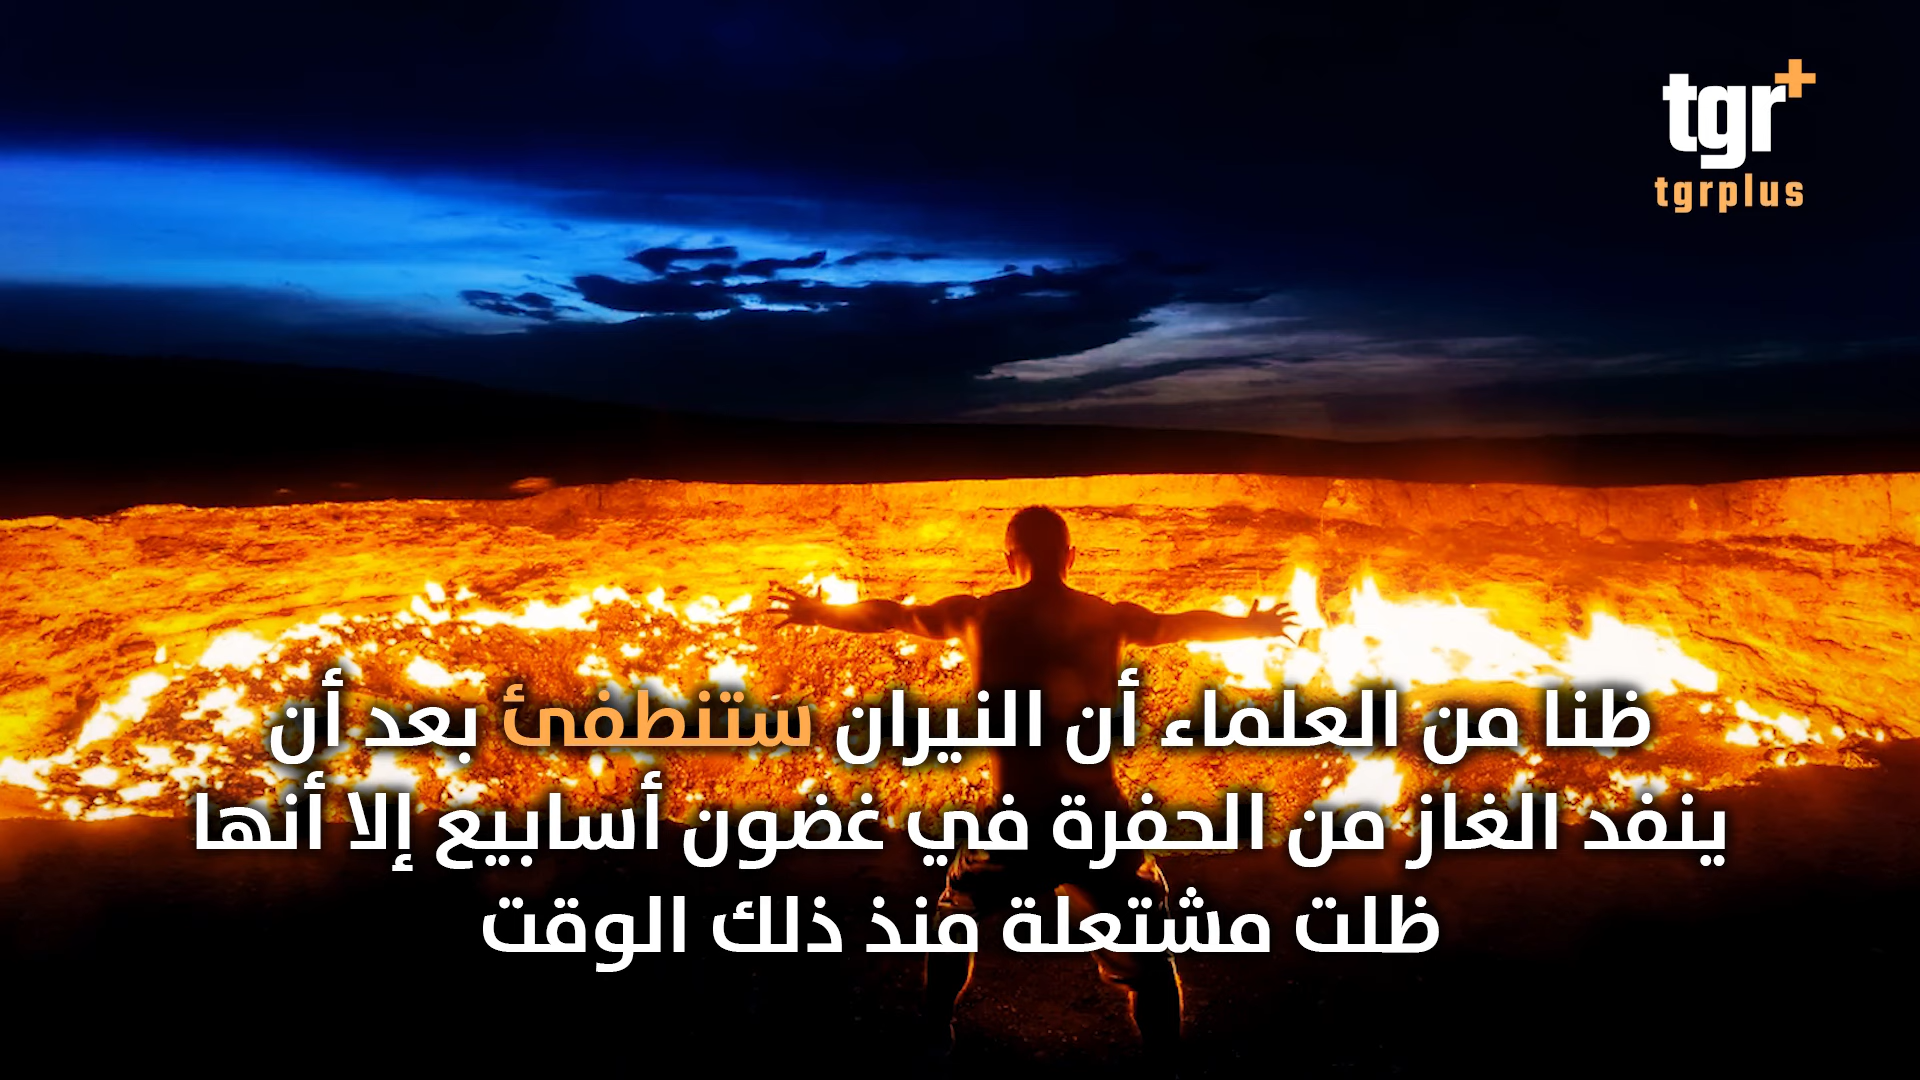 tgr+
tgrplus
ظنا من العلماء أن النيران ستنطفئ بعد أن
ينفد الغاز من الحفرة في غضون أسابيع إلا أنها
ظلت مشتعلة منذ ذلك الوقت